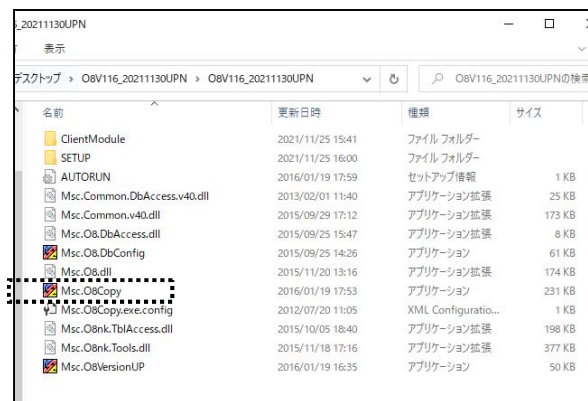 _20211130UPN
表示
デスクトップ › O8V116_20211130UPN › O8V116_20211130UPN
O8V116_20211130UPNの検索
名前 更新日時 種類 サイズ
ClientModule 2021/11/25 15:41 ファイル フォルダー
SETUP 2021/11/25 16:00 ファイル フォルダー
AUTORUN 2016/01/19 17:59 セットアップ情報 1 KB
Msc.Common.DbAccess.v40.dll 2013/02/01 11:40 アプリケーション拡張 25 KB
Msc.Common.v40.dll 2015/09/29 17:12 アプリケーション拡張 173 KB
Msc.O8.DbAccess.dll 2015/09/25 15:47 アプリケーション拡張 8 KB
Msc.O8.DbConfig 2015/09/25 14:26 アプリケーション 61 KB
Msc.O8.dll 2015/11/20 13:16 アプリケーション拡張 174 KB
Msc.O8Copy 2016/01/19 17:53 アプリケーション 231 KB
Msc.O8Copy.exe.config 2012/07/20 11:05 XML Configuratio... 1 KB
Msc.O8nk.TblAccess.dll 2015/10/05 18:40 アプリケーション拡張 198 KB
Msc.O8nk.Tools.dll 2015/11/18 17:16 アプリケーション拡張 377 KB
Msc.O8VersionUP 2016/01/19 16:35 アプリケーション 50 KB